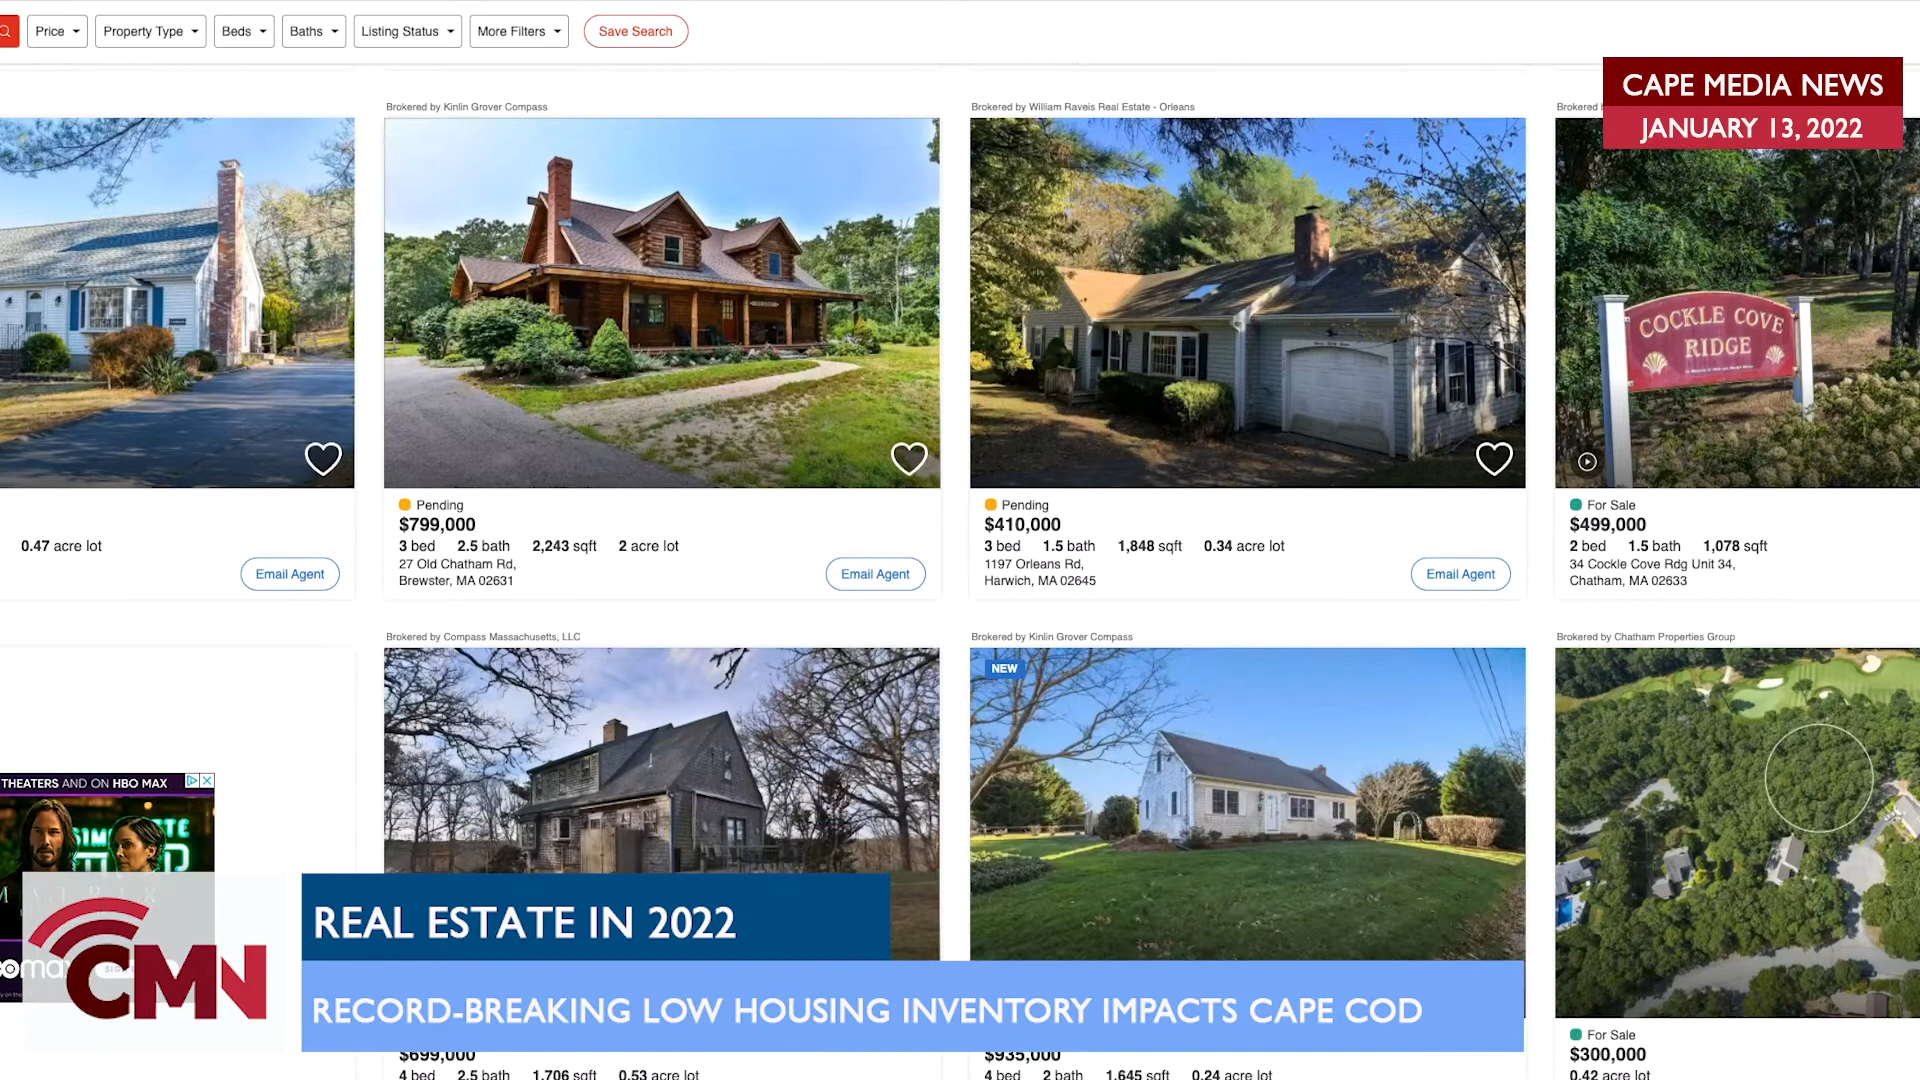 Price
Property Type
Beds
Baths
Listing Status
More Filters
Save Search
CAPE MEDIA NEWS
JANUARY 13, 2022
Brokered by Kinlin Grover Compass
Brokered by William Raveis Real Estate - Orleans
Brokered
COCKLE COVE
RIDGE
0.47 acre lot
Email Agent
Pending
$799,000
3 bed 2.5 bath 2,243 sqft 2 acre lot
27 Old Chatham Rd,
Brewster, MA 02631
Email Agent
Pending
$410,000
3 bed 1.5 bath 1,848 sqft 0.34 acre lot
1197 Orleans Rd,
Harwich, MA 02645
Email Agent
For Sale
$499,000
2 bed 1.5 bath 1,078 sqft
34 Cockle Cove Rdg Unit 34,
Chatham, MA 02633
Brokered by Compass Massachusetts, LLC
Brokered by Kinlin Grover Compass
Brokered by Chatham Properties Group
NEW
THEATERS AND ON HBO MAX
CMN
REAL ESTATE IN 2022
RECORD-BREAKING LOW HOUSING INVENTORY IMPACTS CAPE COD
$699,000
4 bed 2.5 bath 1,706 sqft 0.53 acre lot
$935,000
4 bed 2 bath 1,645 sqft 0.24 acre lot
For Sale
$300,000
0.42 acre lot